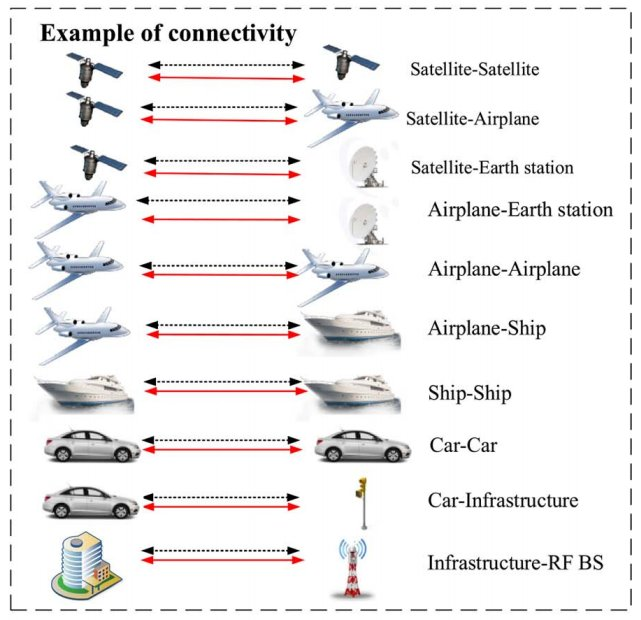 Example of connectivity
Satellite-Satellite
Satellite-Airplane
Satellite-Earth station
Airplane-Earth station
Airplane-Airplane
Airplane-Ship
Ship-Ship
Car-Car
Car-Infrastructure
Infrastructure-RF BS